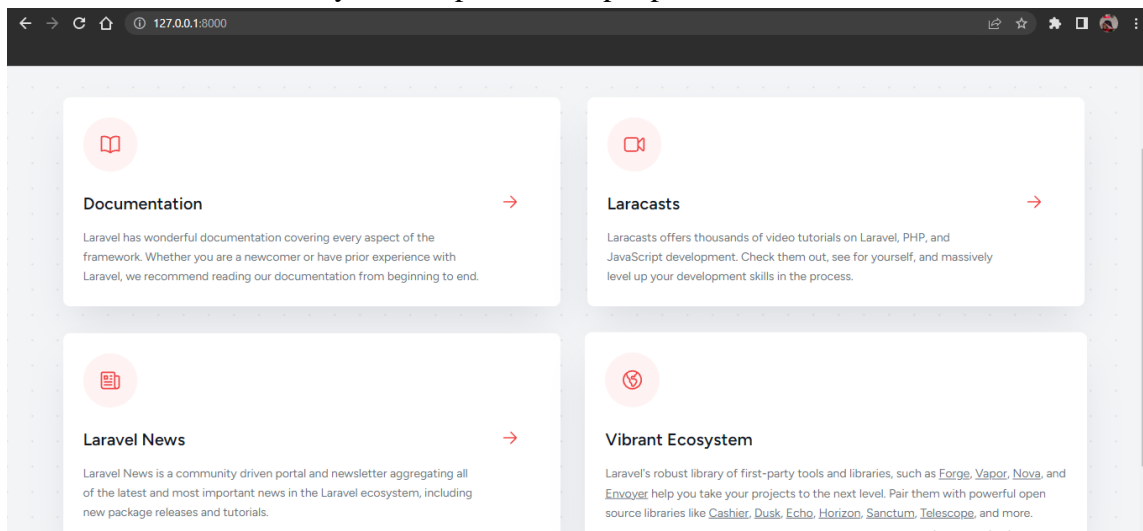 127.0.0.1:8000
Documentation
Laravel has wonderful documentation covering every aspect of the
framework. Whether you are a newcomer or have prior experience with
Laravel, we recommend reading our documentation from beginning to end.
Laracasts
Laracasts offers thousands of video tutorials on Laravel, PHP, and
JavaScript development. Check them out, see for yourself, and massively
level up your development skills in the process.
Laravel News
Laravel News is a community driven portal and newsletter aggregating all
of the latest and most important news in the Laravel ecosystem, including
new package releases and tutorials.
Vibrant Ecosystem
Laravel's robust library of first-party tools and libraries, such as Forge, Vapor, Nova, and
Envoyer help you take your projects to the next level. Pair them with powerful open
source libraries like Cashier, Dusk, Echo, Horizon, Sanctum, Telescope, and more.